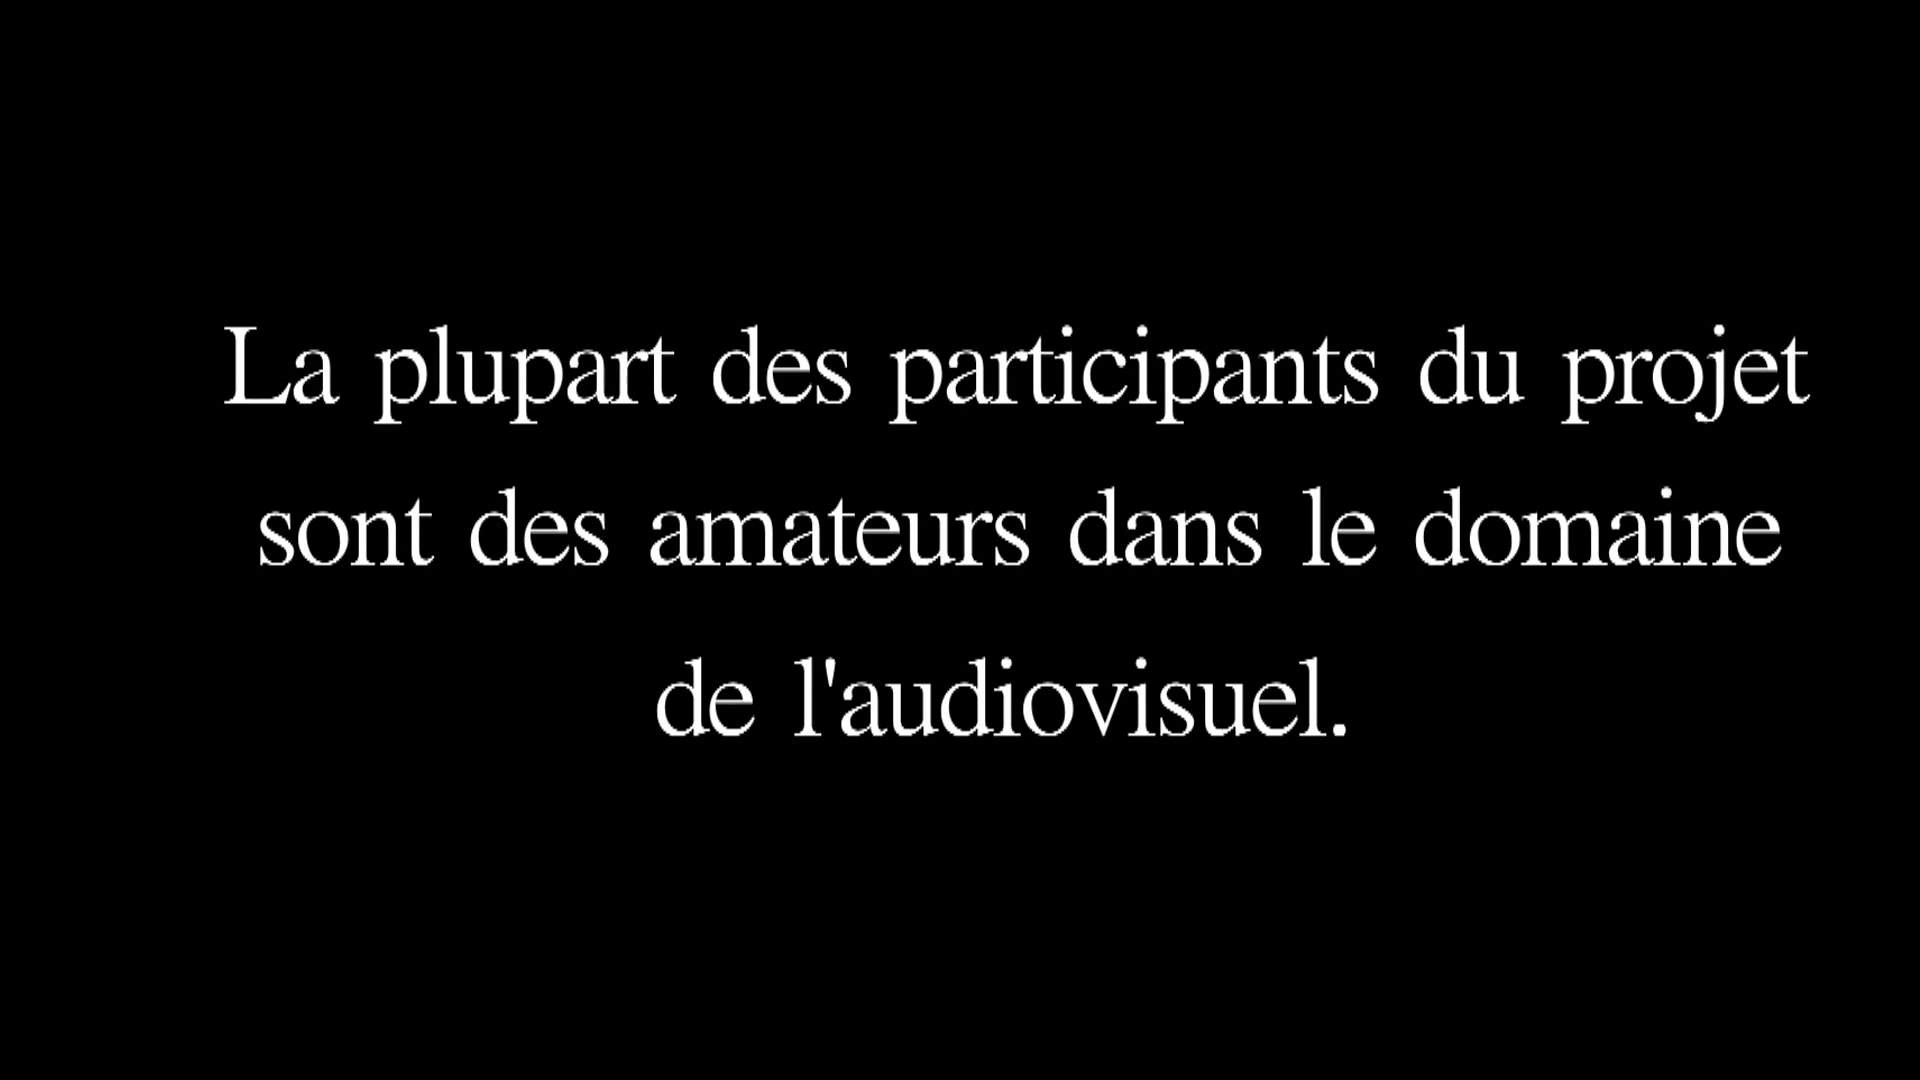 La plupart des participants du projet
sont des amateurs dans le domaine
de l'audiovisuel.